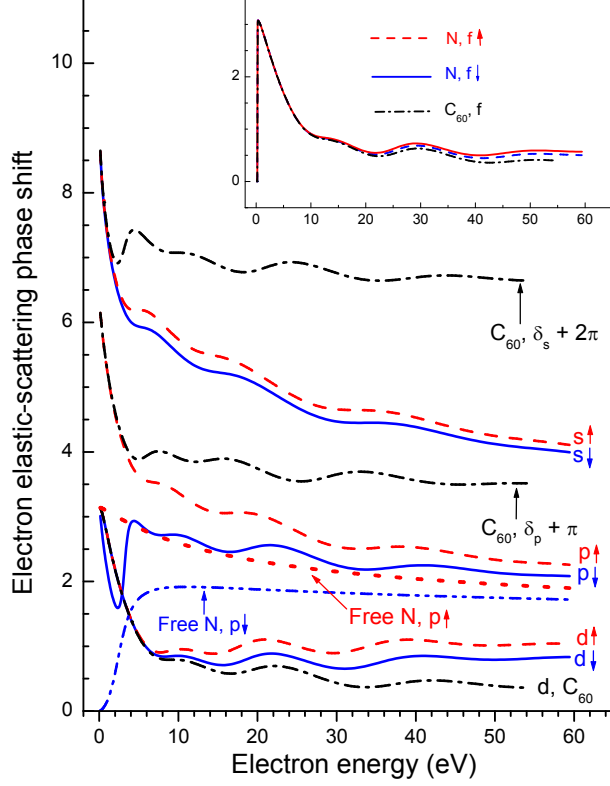 N, f↑
N, f↓
C₆₀, f
2
0
0 10 20 30 40 50 60
10
8
6
4
2
0
C₆₀, δₛ + 2π
s↑
s↓
C₆₀, δₚ + π
p↑
p↓
Free N, p↓
Free N, p↑
d↑
d↓
d, C₆₀
0 10 20 30 40 50 60
Electron energy (eV)
Electron elastic-scattering phase shift